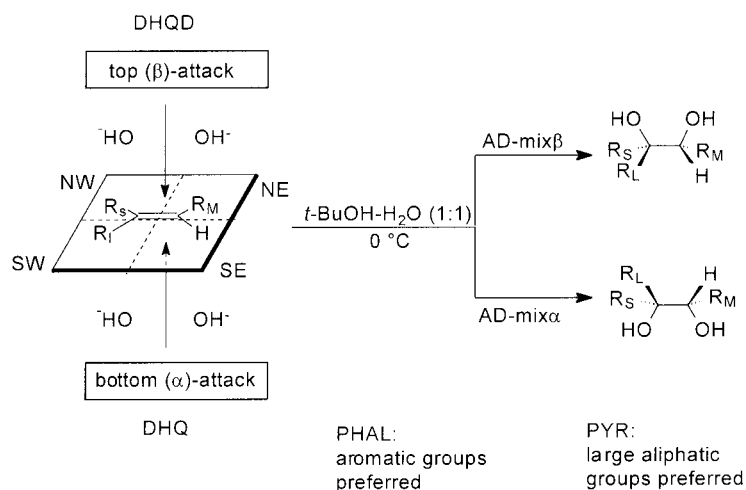 DHQD
top (β)-attack
⁻HO OH⁻
NW NE
Rs RM
Rl H
SW SE
⁻HO OH⁻
bottom (α)-attack
DHQ
t-BuOH-H₂O (1:1)
0 °C
AD-mixβ
AD-mixα
HO OH
RS RM
RL H
RL H
RS RM
HO OH
PHAL:
aromatic groups
preferred
PYR:
large aliphatic
groups preferred